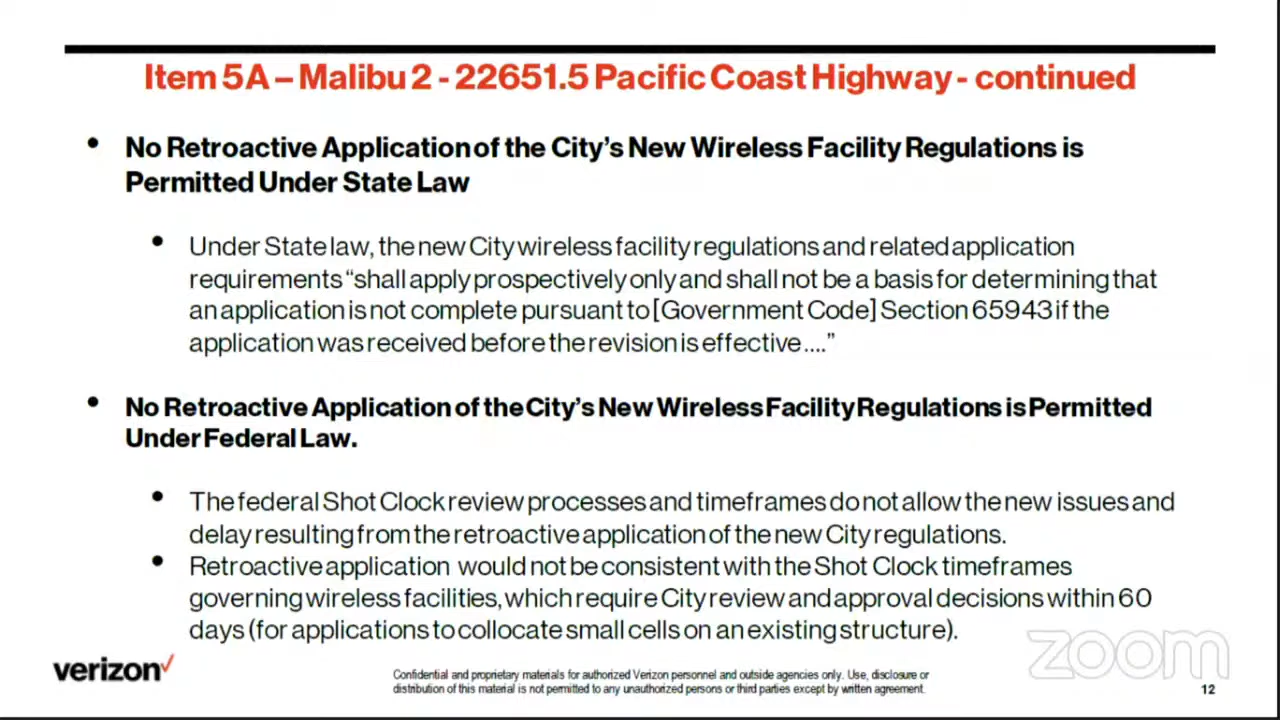 Item 5A – Malibu 2 - 22651.5 Pacific Coast Highway - continued
• No Retroactive Application of the City's New Wireless Facility Regulations is
Permitted Under State Law
• Under State law, the new City wireless facility regulations and related application
requirements “shall apply prospectively only and shall not be a basis for determining that
an application is not complete pursuant to [Government Code] Section 65943 if the
application was received before the revision is effective....”
• No Retroactive Application of the City's New Wireless Facility Regulations is Permitted
Under Federal Law.
• The federal Shot Clock review processes and timeframes do not allow the new issues and
delay resulting from the retroactive application of the new City regulations.
• Retroactive application would not be consistent with the Shot Clock timeframes
governing wireless facilities, which require City review and approval decisions within 60
days (for applications to collocate small cells on an existing structure).
zoom
verizon
Confidential and proprietary materials for authorized Verizon personnel and outside agencies only. Use, disclosure or
distribution of this material is not permitted to any unauthorized persons or third parties except by written agreement.
12